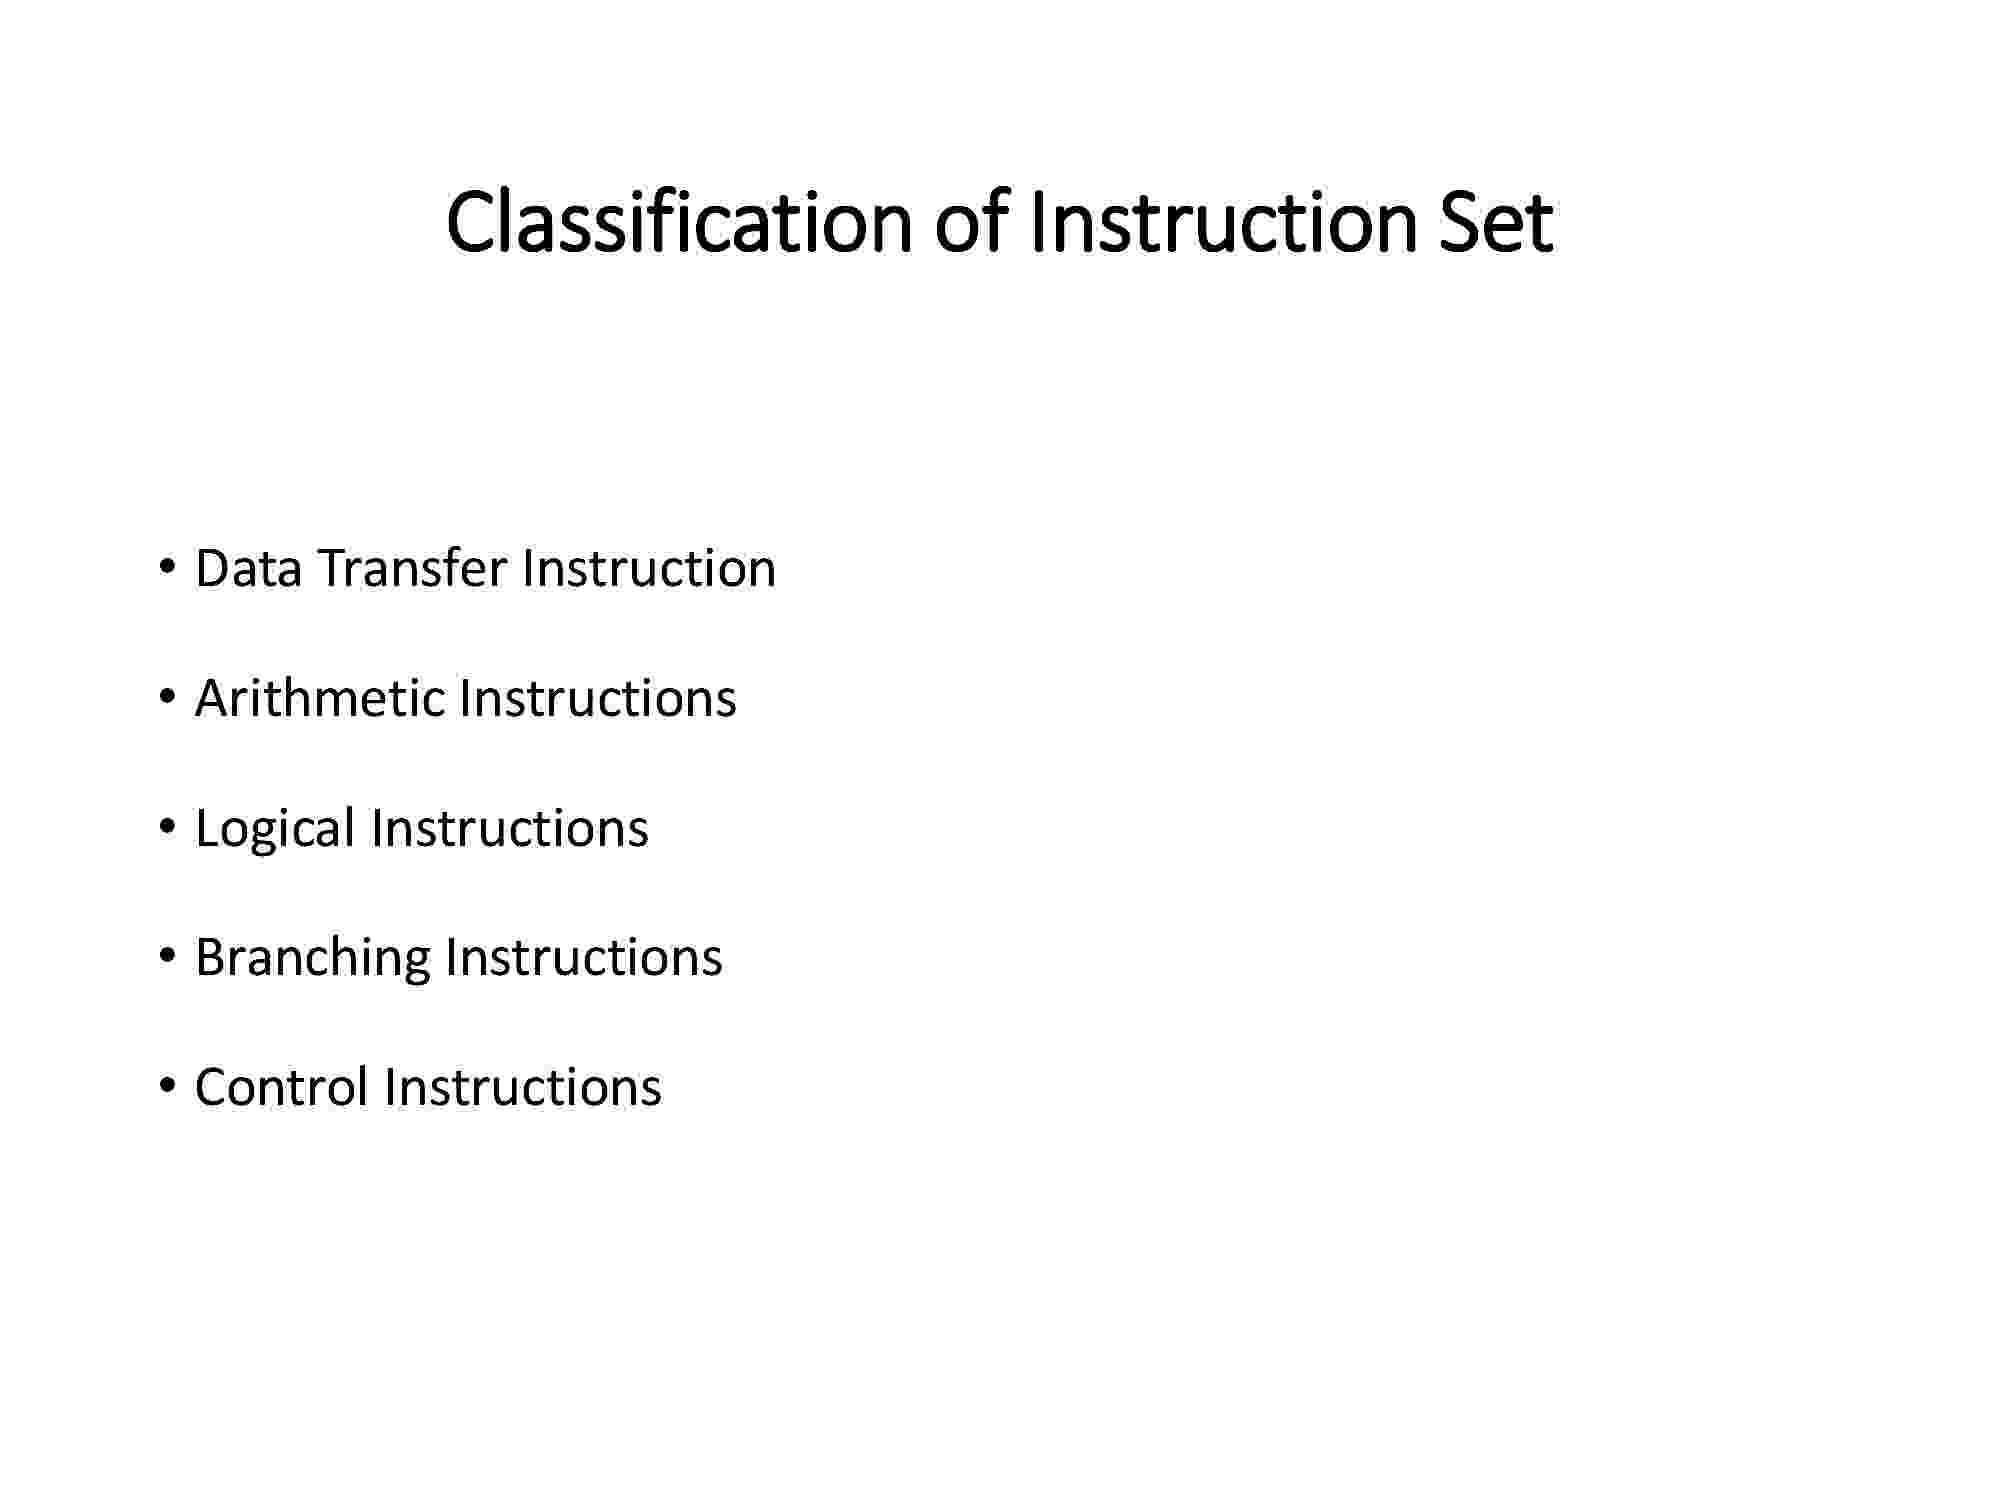 Classification of Instruction Set
• Data Transfer Instruction
• Arithmetic Instructions
• Logical Instructions
• Branching Instructions
• Control Instructions